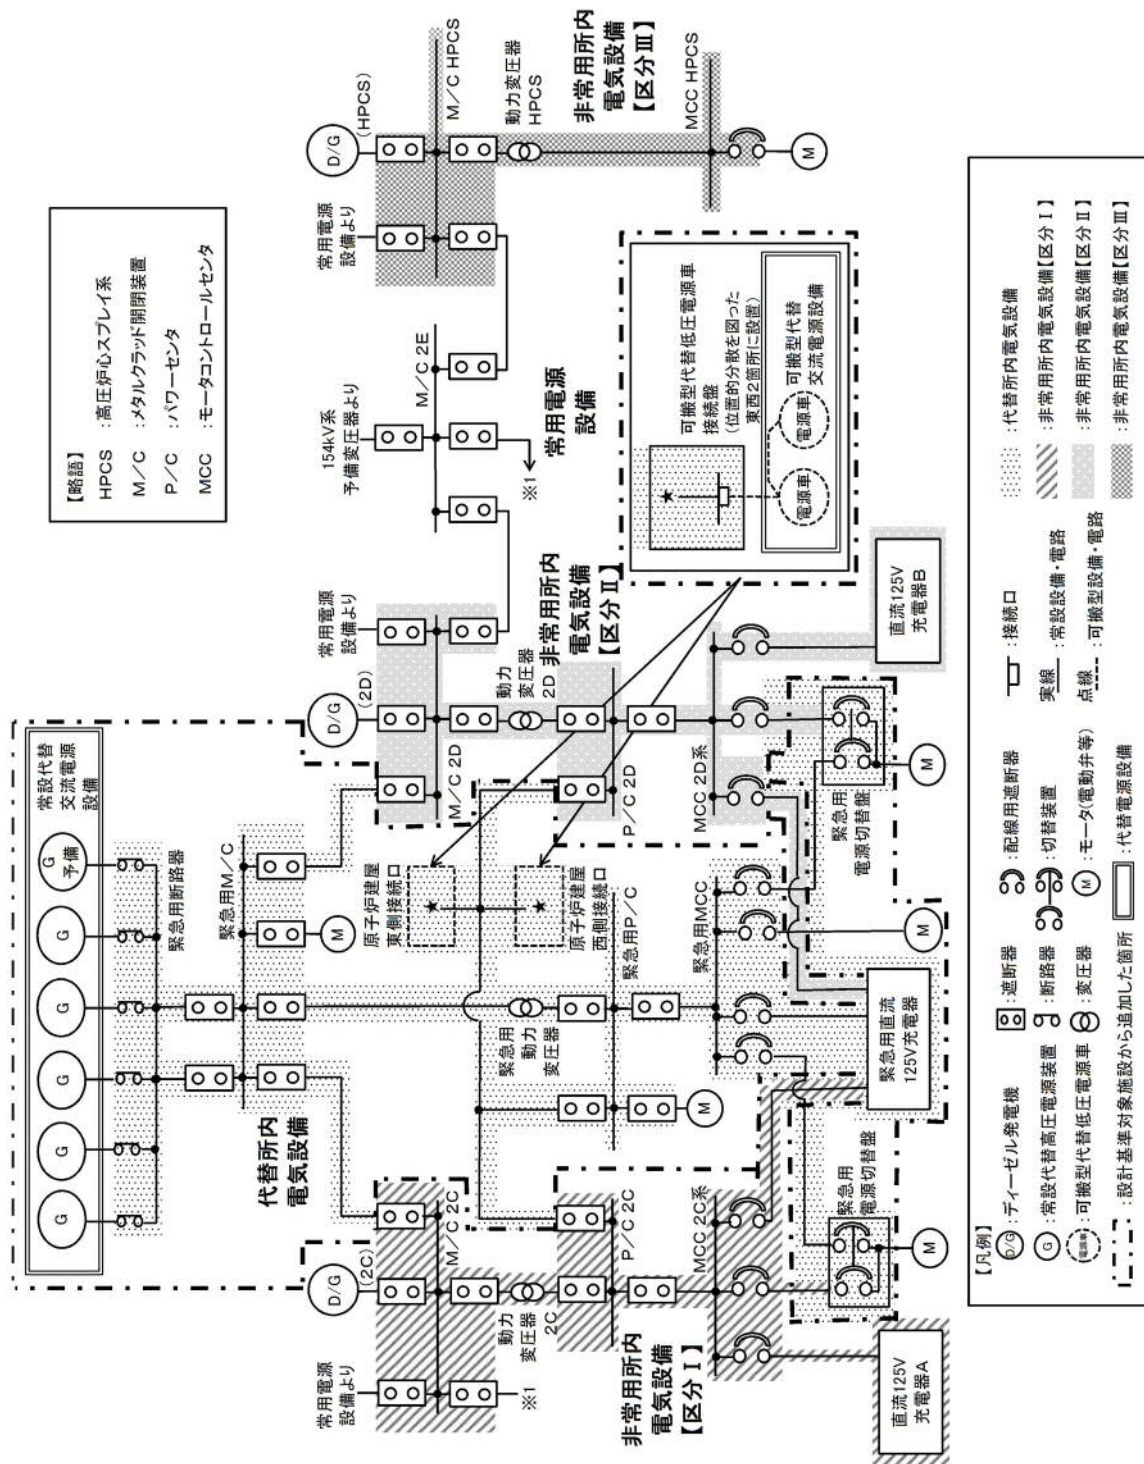 常設代替
交流電源
設備
G
G
G
G
G
G
予備
緊急用断路器
緊急用M/C
M
代替所内
電気設備
【略語】
HPCS :高圧炉心スプレイ系
M/C :メタルクラッド開閉装置
P/C :パワーセンタ
MCC :モータコントロールセンタ
常用電源
設備より
D/G
(2C)
M/C 2C
※1
動力
変圧器
2C
非常用所内
電気設備
【区分Ⅰ】
P/C 2C
MCC 2C系
緊急用
電源切替盤
M
直流125V
充電器A
原子炉建屋
東側接続口
原子炉建屋
西側接続口
緊急用
動力
変圧器
緊急用P/C
M
緊急用MCC
緊急用直流
125V充電器
M
D/G
(2D)
常用電源
設備より
M/C 2D
動力
変圧器
2D
非常用所内
電気設備
【区分Ⅱ】
P/C 2D
MCC 2D系
緊急用
電源切替盤
M
直流125V
充電器B
154kV系
予備変圧器より
M/C 2E
※1
常用電源
設備
常用電源
設備より
D/G
(HPCS)
M/C HPCS
動力変圧器
HPCS
非常用所内
電気設備
【区分Ⅲ】
MCC HPCS
M
可搬型代替低圧電源車
接続盤
(位置的分散を図った
東西2箇所に設置)
可搬型代替
交流電源設備
電源車
電源車
【凡例】
D/G :ディーゼル発電機
G :常設代替高圧電源装置
電源車 :可搬型代替低圧電源車
:設計基準対象施設から追加した箇所
:遮断器
:断路器
:変圧器
:代替電源設備
:配線用遮断器
:切替装置
M :モータ(電動弁等)
:接続口
実線 :常設設備・電路
点線 :可搬型設備・電路
:代替所内電気設備
:非常用所内電気設備【区分Ⅰ】
:非常用所内電気設備【区分Ⅱ】
:非常用所内電気設備【区分Ⅲ】